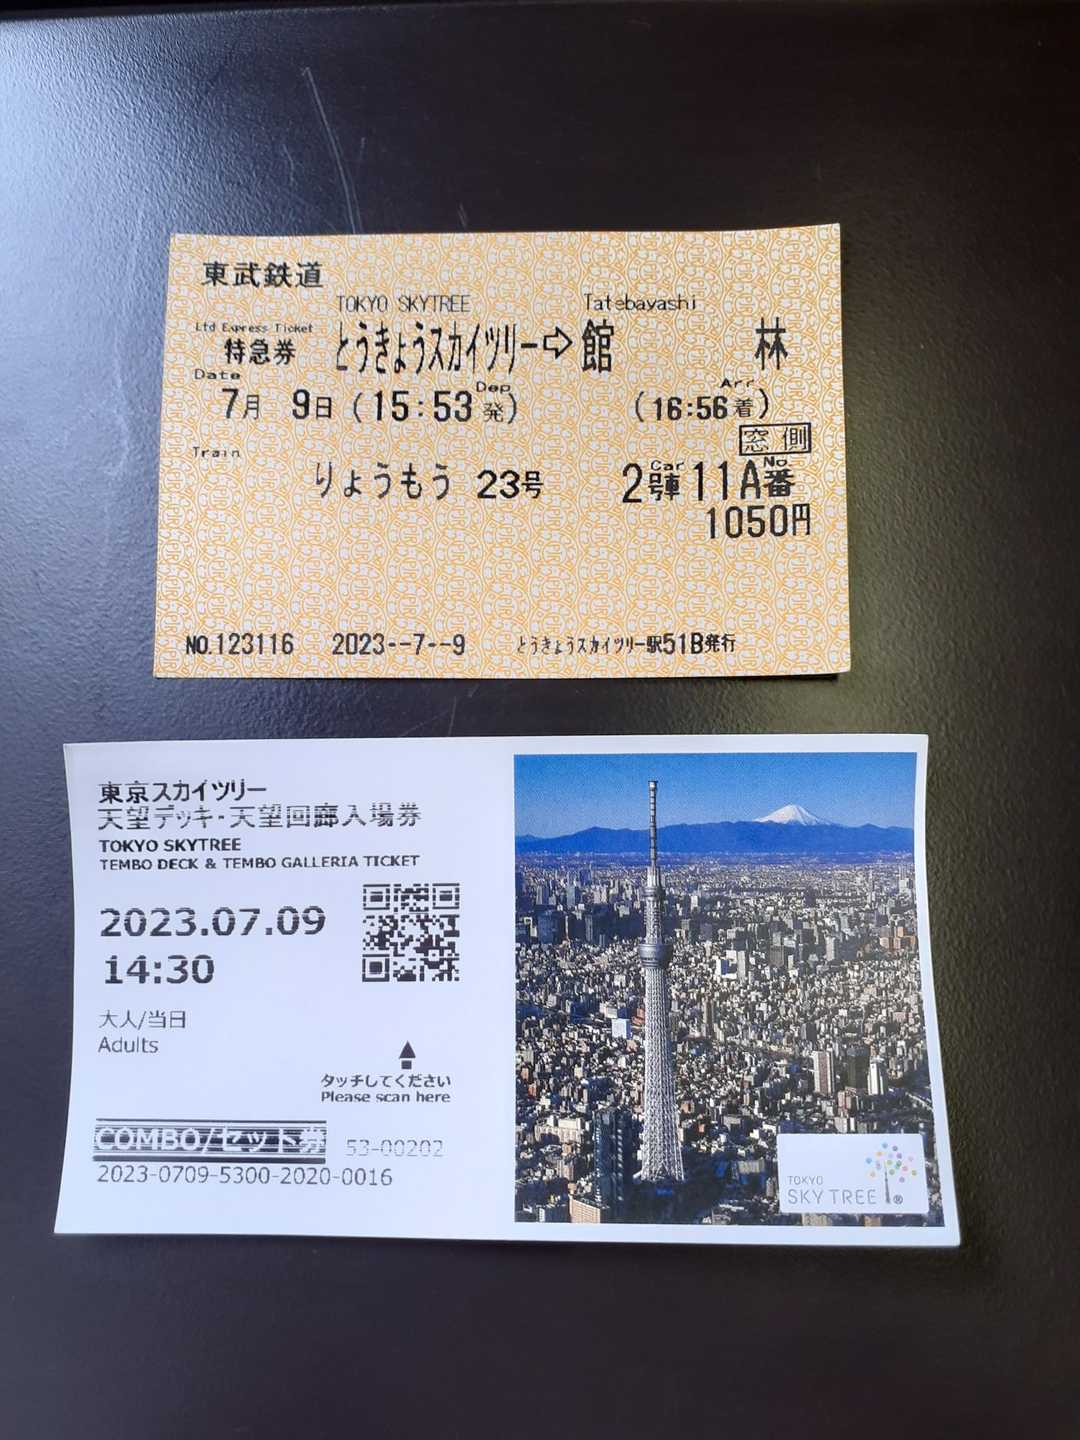 東武鉄道
TOKYO SKYTREE Tatebayashi
Ltd Express Ticket
特急券 とうきょうスカイツリー⇨館 林
Date Dep Arr
7月 9日(15:53発) (16:56着)
窓側
Train Car No
りょうもう 23号 2号車 11A番
1050円
NO.123116 2023--7--9 とうきょうスカイツリー駅51B発行
東京スカイツリー
天望デッキ・天望回廊入場券
TOKYO SKYTREE
TEMBO DECK & TEMBO GALLERIA TICKET
2023.07.09
14:30
大人/当日
Adults
タッチしてください
Please scan here
COMBO/セット券 53-00202
2023-0709-5300-2020-0016
TOKYO
SKYTREE®